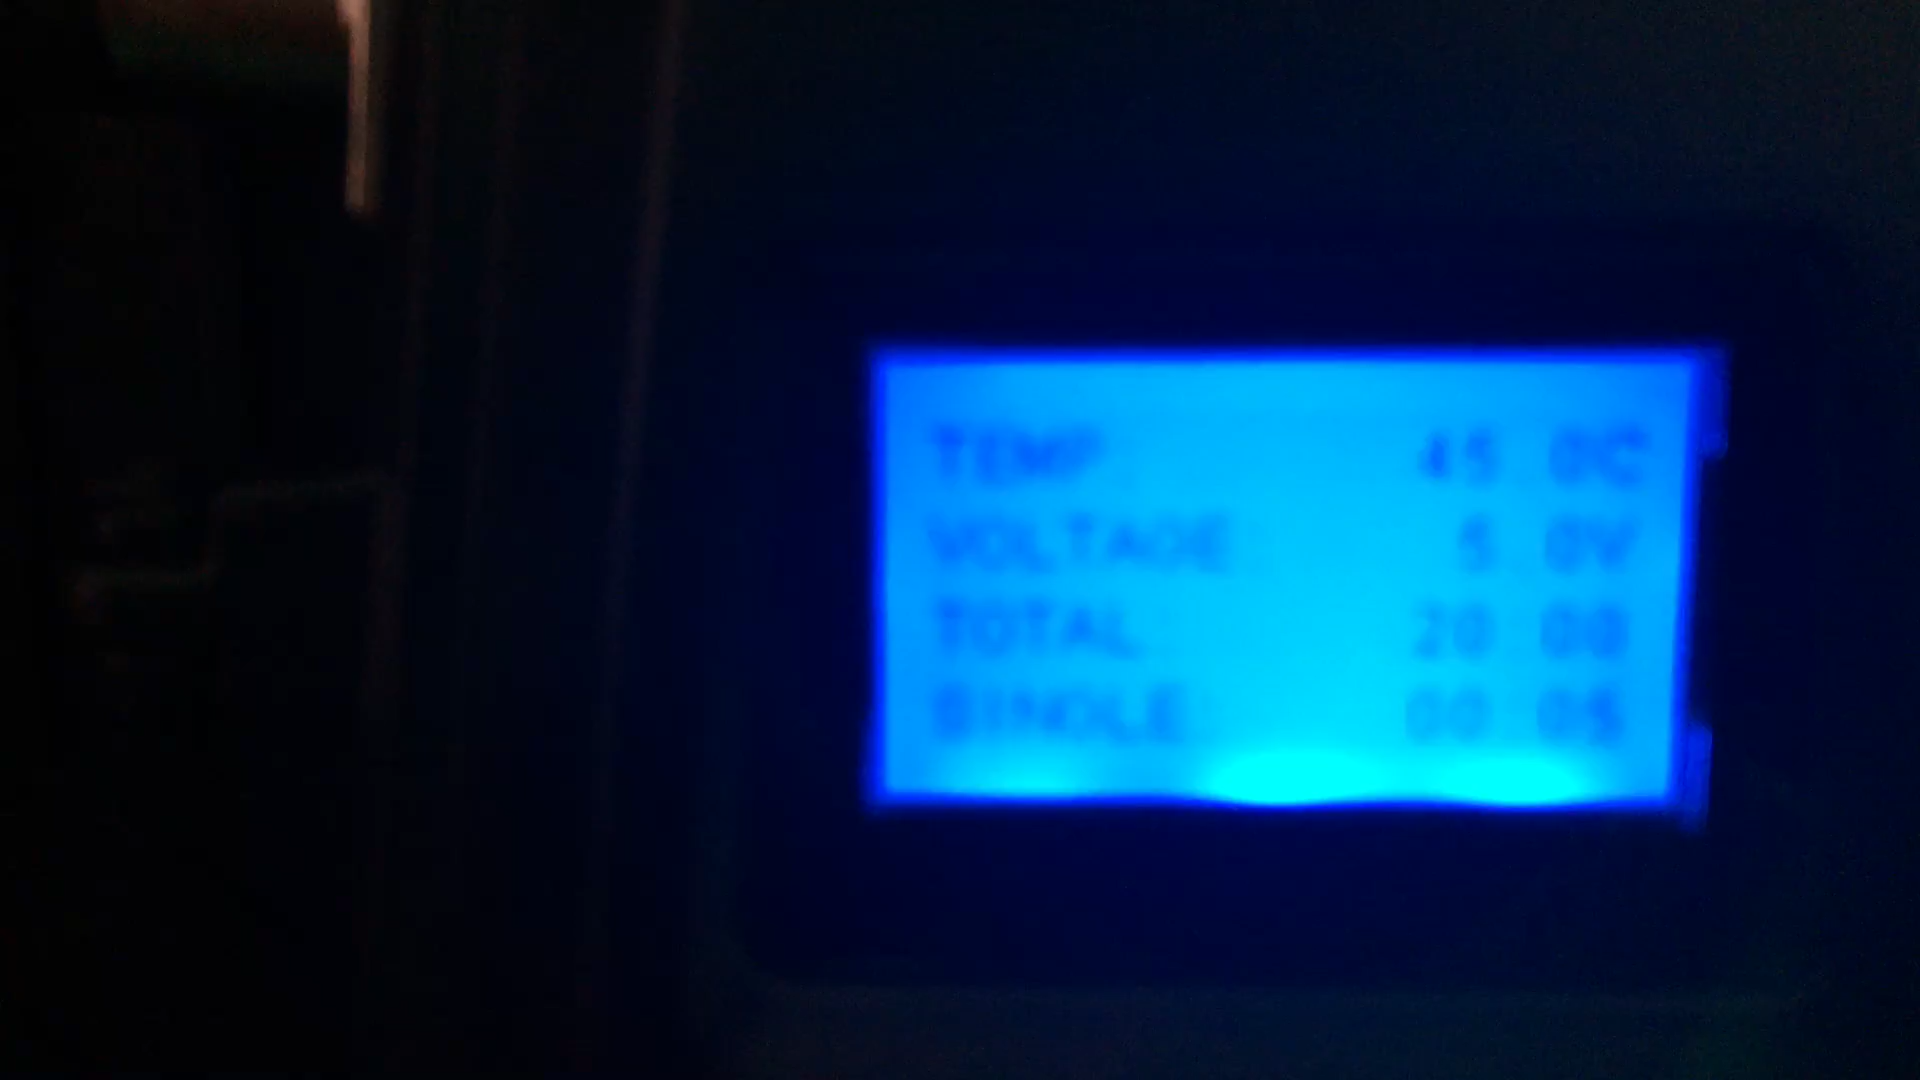 TEMP 45 0C
VOLTAGE 5 0V
TOTAL 20 00
SINGLE 00 05